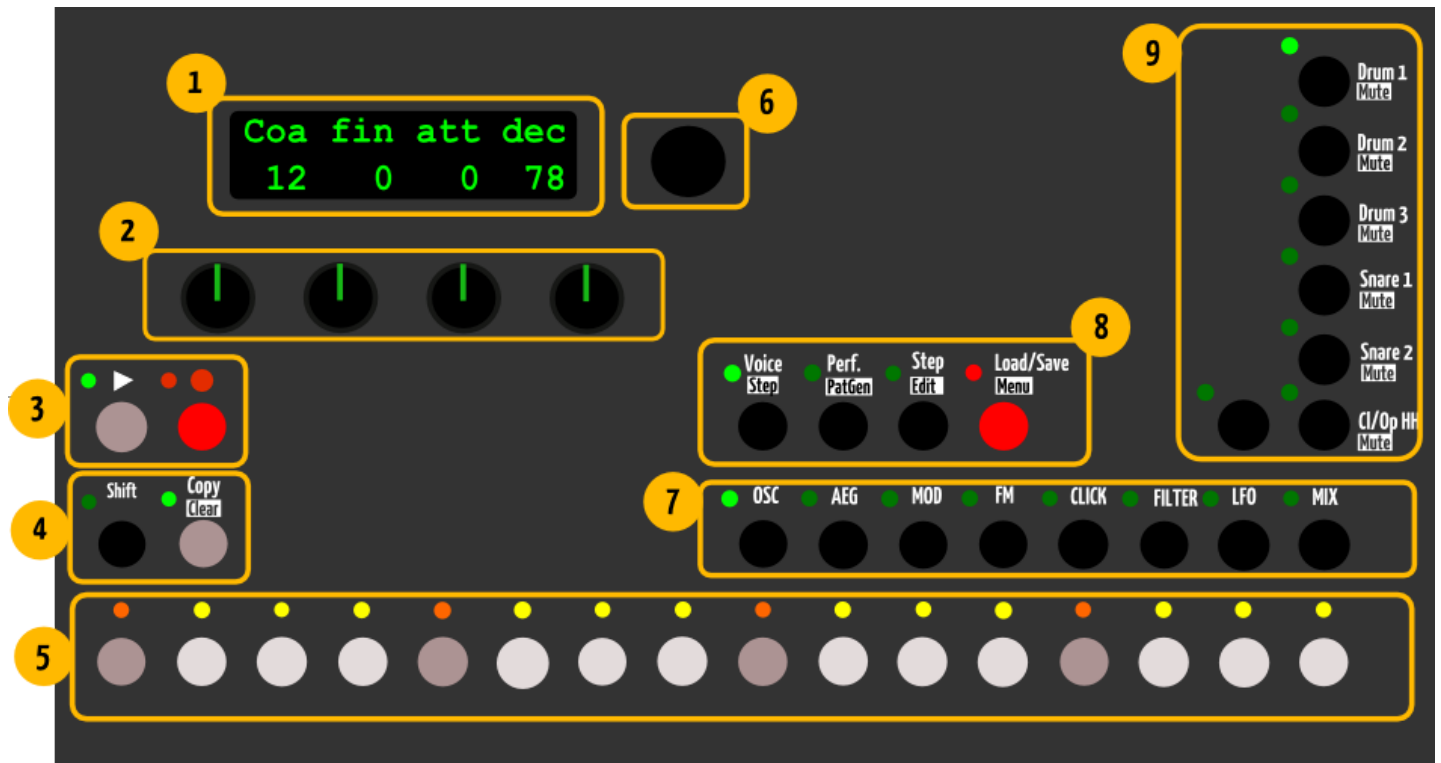 1
Coa fin att dec
12 0 0 78
6
2
3
Shift
Copy
Clear
4
5
8
Voice
Step
Perf.
PatGen
Step
Edit
Load/Save
Menu
7
OSC AEG MOD FM CLICK FILTER LFO MIX
9
Drum 1
Mute
Drum 2
Mute
Drum 3
Mute
Snare 1
Mute
Snare 2
Mute
Cl/Op HH
Mute